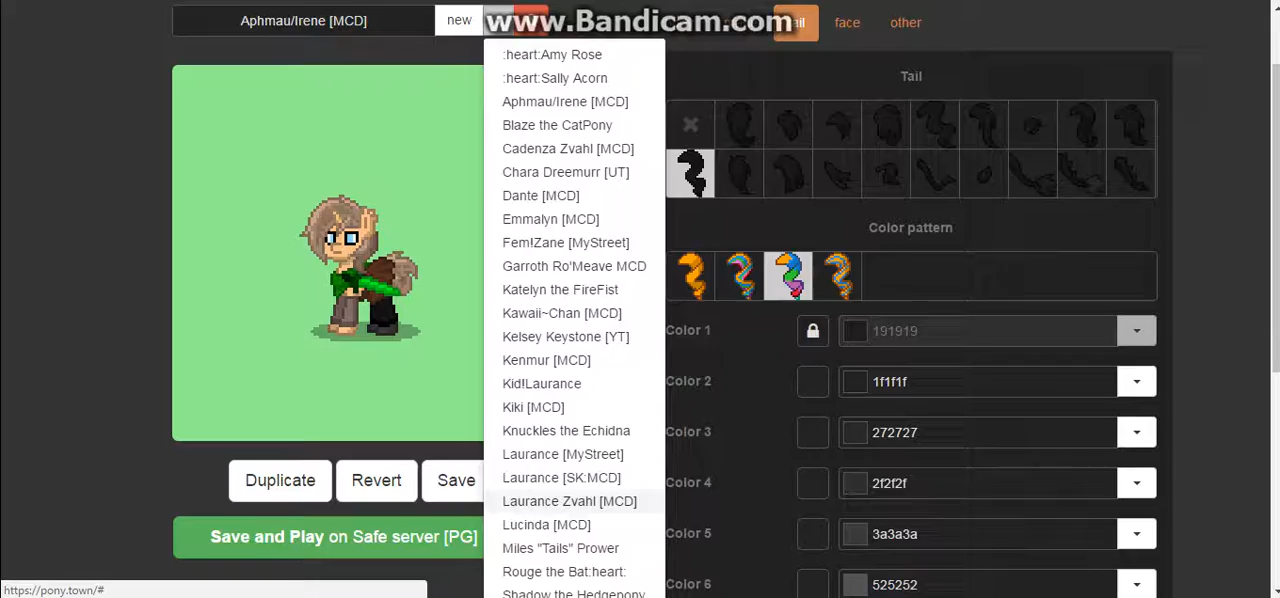 Aphmau/Irene [MCD]
new
www.Bandicam.com
ail
face
other
:heart:Amy Rose
:heart:Sally Acorn
Aphmau/Irene [MCD]
Blaze the CatPony
Cadenza Zvahl [MCD]
Chara Dreemurr [UT]
Dante [MCD]
Emmalyn [MCD]
Fem!Zane [MyStreet]
Garroth Ro'Meave MCD
Katelyn the FireFist
Kawaii~Chan [MCD]
Kelsey Keystone [YT]
Kenmur [MCD]
Kid!Laurance
Kiki [MCD]
Knuckles the Echidna
Laurance [MyStreet]
Laurance [SK:MCD]
Laurance Zvahl [MCD]
Lucinda [MCD]
Miles "Tails" Prower
Rouge the Bat:heart:
Shadow the Hedgepony
Tail
Color pattern
Color 1
191919
Color 2
1f1f1f
Color 3
272727
Color 4
2f2f2f
Color 5
3a3a3a
Color 6
525252
Duplicate
Revert
Save
Save and Play on Safe server [PG]
https://pony.town/#